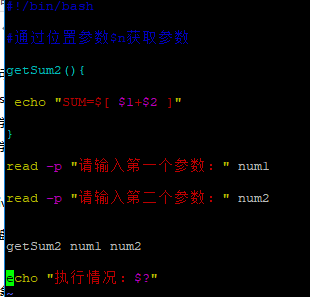 #!/bin/bash
#通过位置参数$n获取参数
getSum2(){
echo "SUM=$[ $1+$2 ]"
}
read -p "请输入第一个参数：" num1
read -p "请输入第二个参数：" num2
getSum2 num1 num2
echo "执行情况：$?"
~